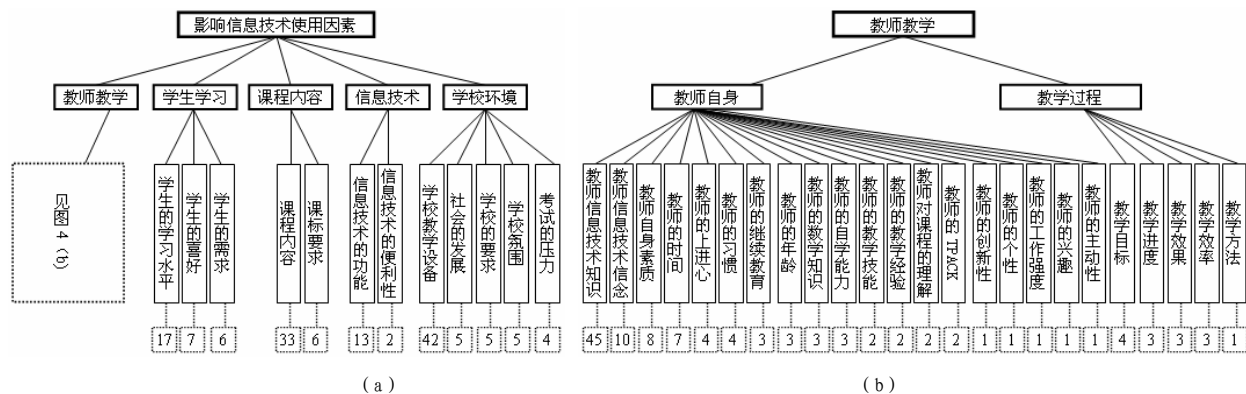 影响信息技术使用因素
教师教学
学生学习
课程内容
信息技术
学校环境
见图 4 (b)
学生的学习水平
学生的喜好
学生的需求
课程内容
课标要求
信息技术的功能
信息技术的便利性
学校教学设备
社会的发展
学校的要求
学校氛围
考试的压力
17
7
6
33
6
13
2
42
5
5
5
4
(a)
教师教学
教师自身
教学过程
教师信息技术知识
教师信息技术信念
教师自身素质
教师的时间
教师的上进心
教师的习惯
教师的继续教育
教师的年龄
教师的数学知识
教师的自学能力
教师的教学技能
教师的教学经验
教师对课程的理解
教师的 TPACK
教师的创新性
教师的个性
教师的工作强度
教师的兴趣
教师的主动性
教学目标
教学进度
教学效果
教学效率
教学方法
45
10
8
7
4
4
3
3
3
3
2
2
2
2
1
1
1
1
1
4
3
3
3
1
(b)